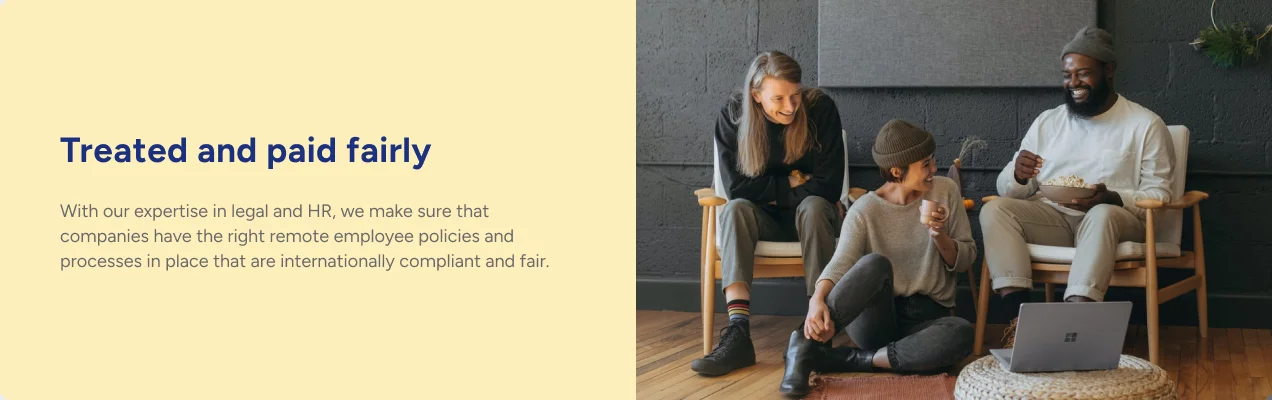 Treated and paid fairly
With our expertise in legal and HR, we make sure that
companies have the right remote employee policies and
processes in place that are internationally compliant and fair.